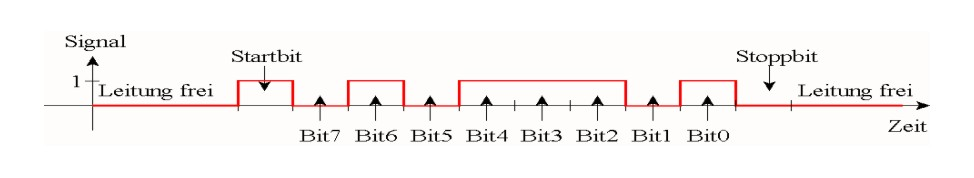 Signal
Startbit
Stoppbit
1
Leitung frei
Leitung frei
Bit7 Bit6 Bit5 Bit4 Bit3 Bit2 Bit1 Bit0
Zeit